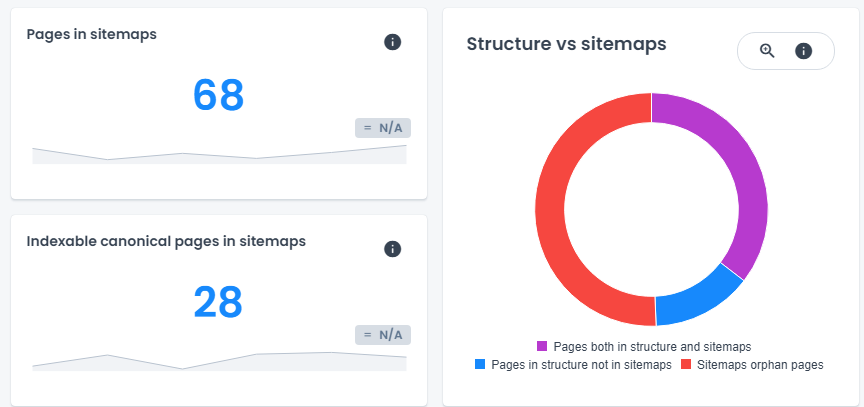 Pages in sitemaps
68
= N/A
Indexable canonical pages in sitemaps
28
= N/A
Structure vs sitemaps
Pages both in structure and sitemaps
Pages in structure not in sitemaps
Sitemaps orphan pages